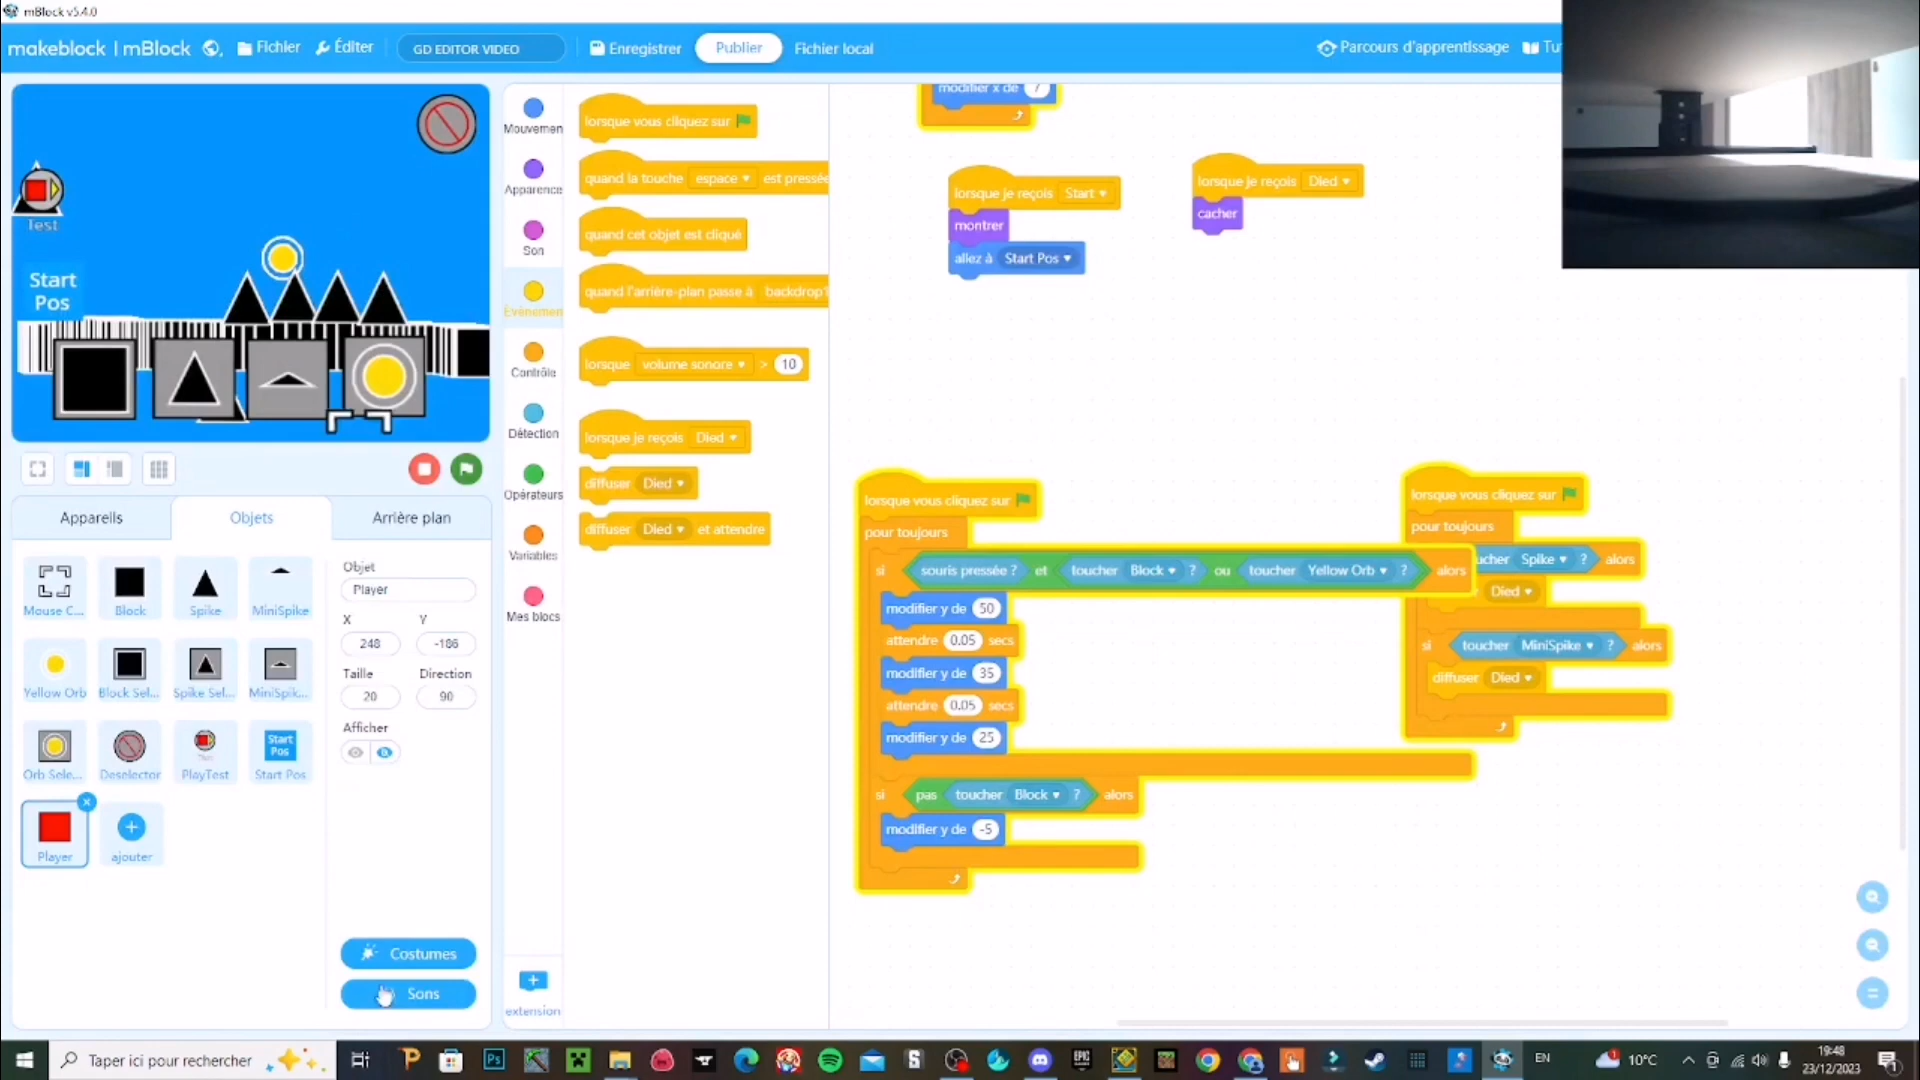 mBlock v5.4.0
makeblock | mBlock
Fichier
Éditer
GD EDITOR VIDEO
Enregistrer
Publier
Fichier local
Parcours d'apprentissage
Test
Start
Pos
Appareils
Objets
Arrière plan
Mouse C...
Block
Spike
MiniSpike
Yellow Orb
Block Sel...
Spike Sel...
MiniSpik...
Orb Sele...
Deselector
PlayTest
Start
Pos
Start Pos
Player
ajouter
Objet
Player
X
Y
248
-186
Taille
Direction
20
90
Afficher
Costumes
Sons
Mouvemen
Apparence
Son
Évènemen
Contrôle
Détection
Opérateurs
Variables
Mes blocs
extension
lorsque vous cliquez sur
quand la touche espace est pressée
quand cet objet est cliqué
quand l'arrière-plan passe à backdrop1
lorsque volume sonore > 10
lorsque je reçois Died
diffuser Died
diffuser Died et attendre
modifier x de 7
lorsque je reçois Start
montrer
allez à Start Pos
lorsque je reçois Died
cacher
lorsque vous cliquez sur
pour toujours
si souris pressée ? et toucher Block ? ou toucher Yellow Orb ? alors
modifier y de 50
attendre 0.05 secs
modifier y de 35
attendre 0.05 secs
modifier y de 25
si pas toucher Block ? alors
modifier y de -5
lorsque vous cliquez sur
pour toujours
Spike ? alors
Died
si toucher MiniSpike ? alors
diffuser Died
Taper ici pour rechercher
EN
10°C
19:48
23/12/2023